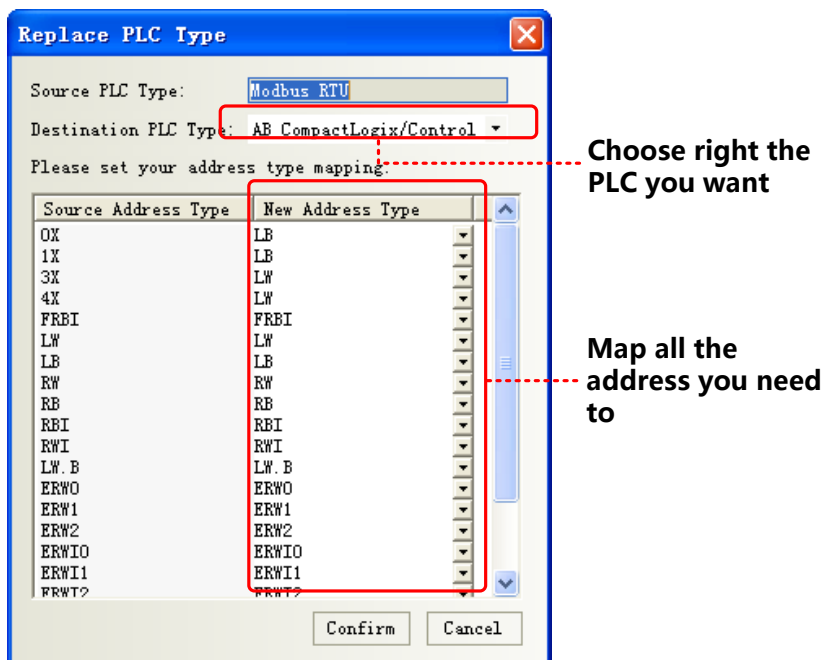 Replace PLC Type
Source PLC Type: Modbus RTU
Destination PLC Type: AB CompactLogix/Control
Please set your address type mapping:
Source Address Type New Address Type
0X LB
1X LB
3X LW
4X LW
FRBI FRBI
LW LW
LB LB
RW RW
RB RB
RBI RBI
RWI RWI
LW.B LW.B
ERW0 ERW0
ERW1 ERW1
ERW2 ERW2
ERWI0 ERWI0
ERWI1 ERWI1
ERWI2 ERWI2
Confirm Cancel
Choose right the
PLC you want
Map all the
address you need
to